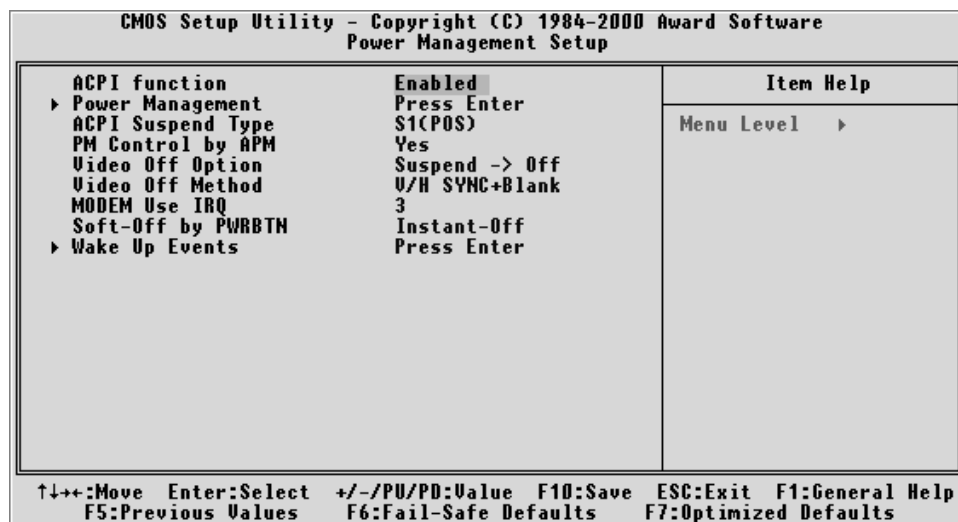 CMOS Setup Utility - Copyright (C) 1984-2000 Award Software
Power Management Setup
ACPI function Enabled
▶ Power Management Press Enter
ACPI Suspend Type S1(POS)
PM Control by APM Yes
Video Off Option Suspend -> Off
Video Off Method V/H SYNC+Blank
MODEM Use IRQ 3
Soft-Off by PWRBTN Instant-Off
▶ Wake Up Events Press Enter
Item Help
Menu Level ▶
↑↓→←:Move Enter:Select +/-/PU/PD:Value F10:Save ESC:Exit F1:General Help
F5:Previous Values F6:Fail-Safe Defaults F7:Optimized Defaults